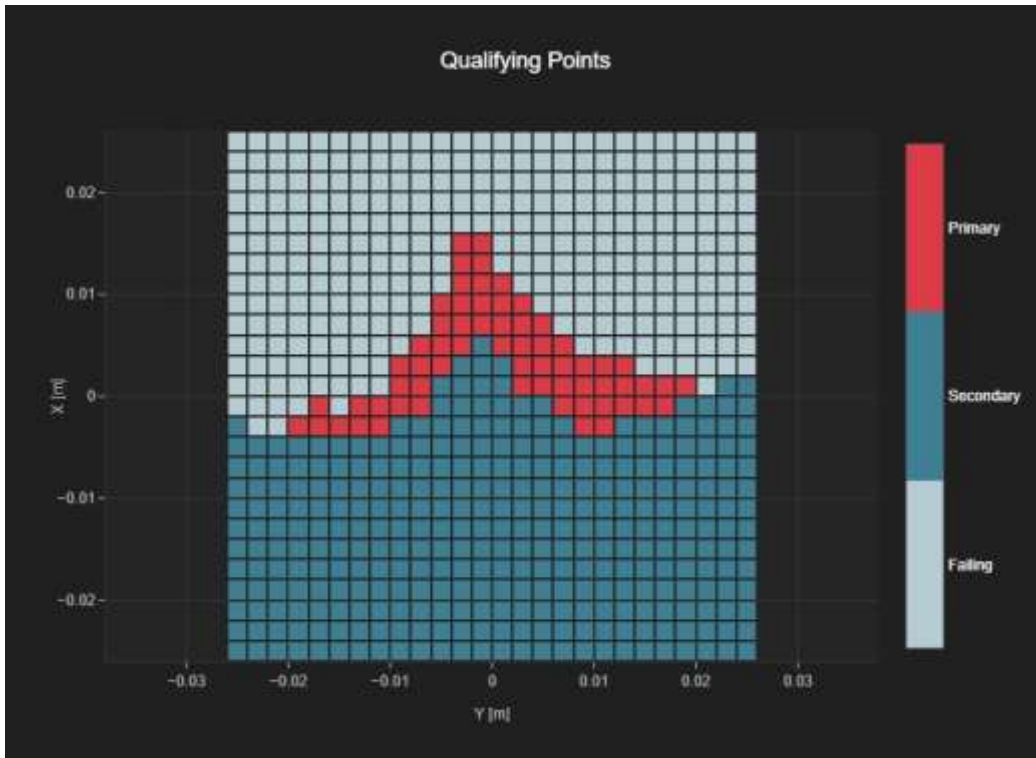 Qualifying Points
0.02
0.01
0
−0.01
−0.02
X [m]
−0.03
−0.02
−0.01
0
0.01
0.02
0.03
Y [m]
Primary
Secondary
Failing